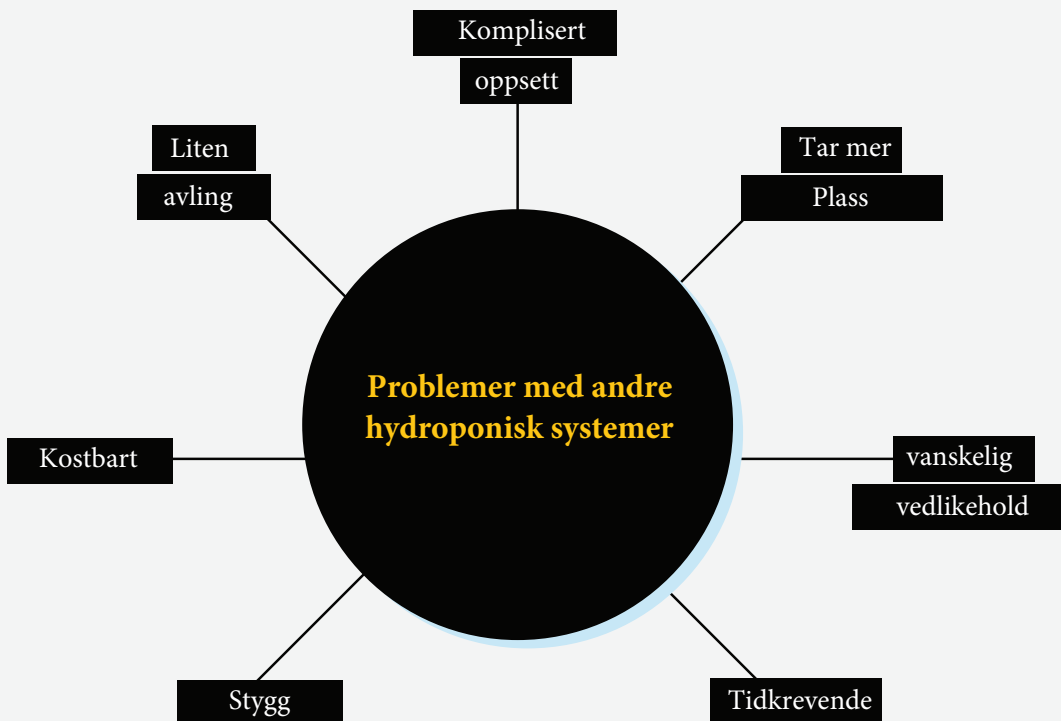 Komplisert
oppsett
Liten
avling
Tar mer
Plass
Problemer med andre
hydroponisk systemer
Kostbart
vanskelig
vedlikehold
Stygg
Tidkrevende